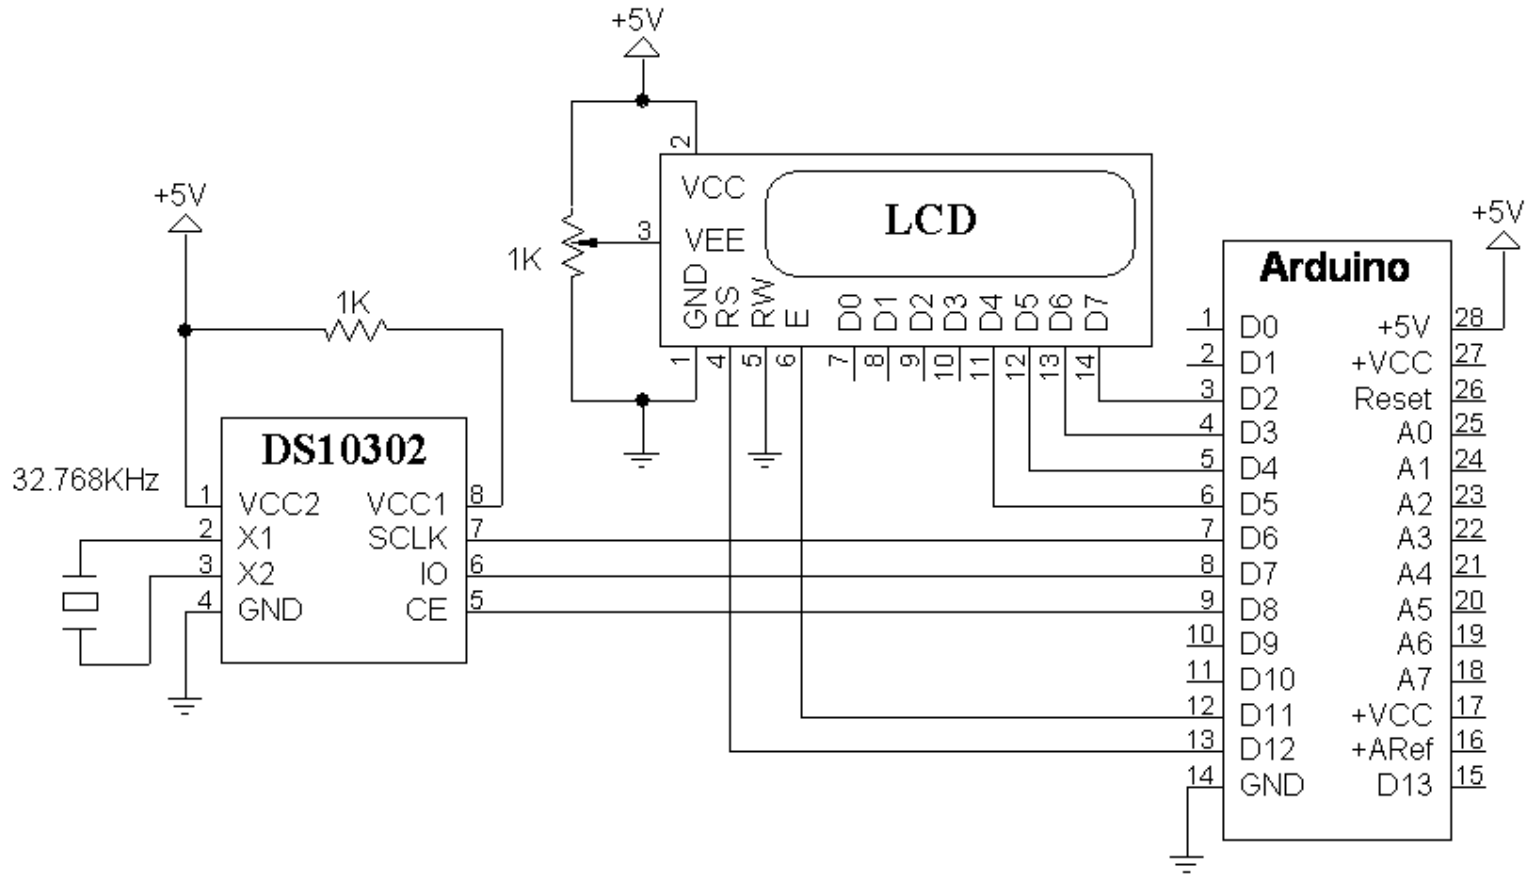 +5V
2
VCC
LCD
3
VEE
1K
GND
RS
RW
E
D0
D1
D2
D3
D4
D5
D6
D7
1
4
5
6
7
8
9
10
11
12
13
14
+5V
1K
DS10302
32.768KHz
1
VCC2
VCC1
8
2
X1
SCLK
7
3
X2
IO
6
4
GND
CE
5
+5V
Arduino
1
D0
+5V
28
2
D1
+VCC
27
3
D2
Reset
26
4
D3
A0
25
5
D4
A1
24
6
D5
A2
23
7
D6
A3
22
8
D7
A4
21
9
D8
A5
20
10
D9
A6
19
11
D10
A7
18
12
D11
+VCC
17
13
D12
+ARef
16
14
GND
D13
15